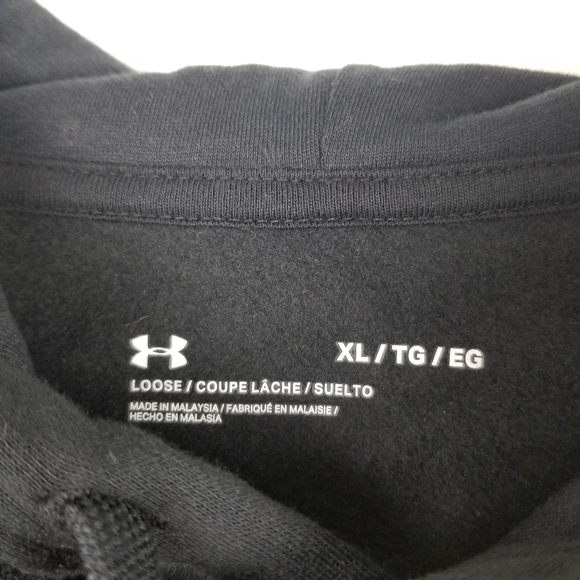 XL / TG / EG
LOOSE / COUPE LÂCHE / SUELTO
MADE IN MALAYSIA / FABRIQUÉ EN MALAISIE /
HECHO EN MALASIA